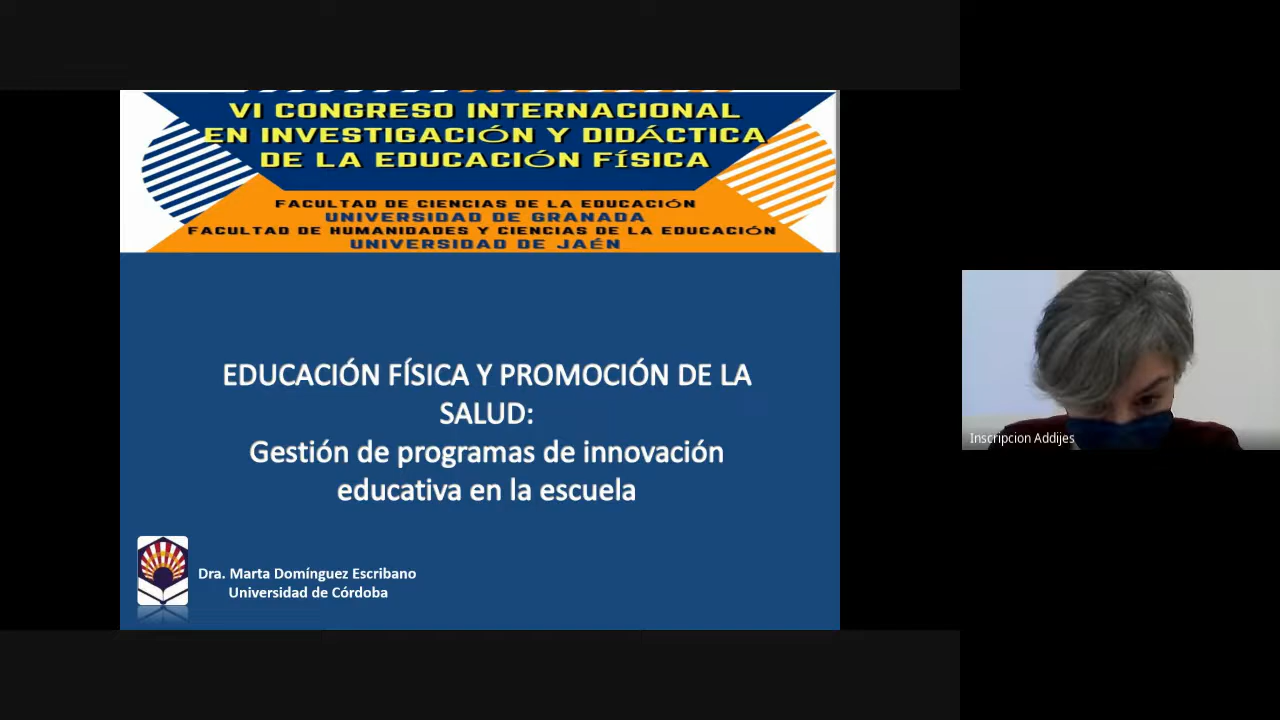 VI CONGRESO INTERNACIONAL
EN INVESTIGACIÓN Y DIDÁCTICA
DE LA EDUCACIÓN FÍSICA
FACULTAD DE CIENCIAS DE LA EDUCACIÓN
UNIVERSIDAD DE GRANADA
FACULTAD DE HUMANIDADES Y CIENCIAS DE LA EDUCACIÓN
UNIVERSIDAD DE JAÉN
EDUCACIÓN FÍSICA Y PROMOCIÓN DE LA
SALUD:
Gestión de programas de innovación
educativa en la escuela
Dra. Marta Domínguez Escribano
Universidad de Córdoba
Inscripcion Addijes